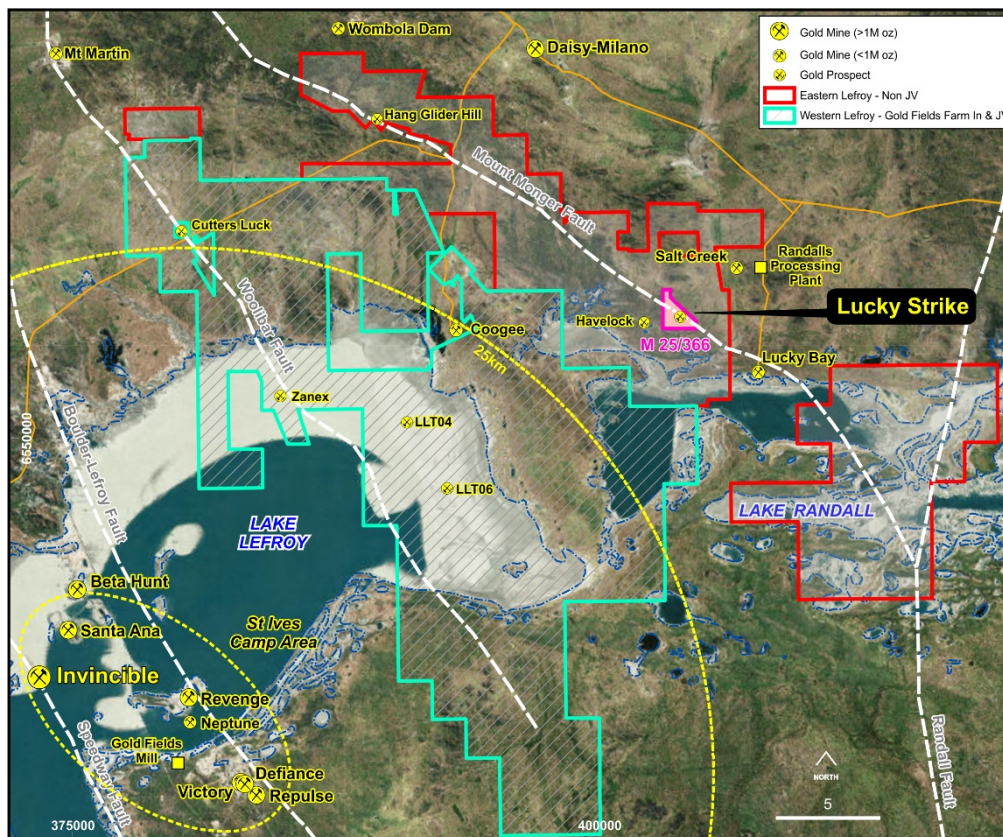 Wombola Dam
Mt Martin
Daisy-Milano
Gold Mine (>1M oz)
Gold Mine (<1M oz)
Gold Prospect
Eastern Lefroy - Non JV
Western Lefroy - Gold Fields Farm In & JV
Hang Glider Hill
Mount Monger Fault
Cutters Luck
Salt Creek
Randalls
Processing
Plant
Woolibar Fault
Lucky Strike
Havelock
M 25/366
Coogee
25km
Lucky Bay
Zanex
LLT04
6550000
Boulder-Lefroy Fault
LLT06
LAKE
LEFROY
LAKE RANDALL
Beta Hunt
Santa Ana
St Ives
Camp Area
Invincible
Revenge
Neptune
Gold Fields
Mill
Speedway Fault
Defiance
Victory
Repulse
Randall Fault
NORTH
5
375000
400000